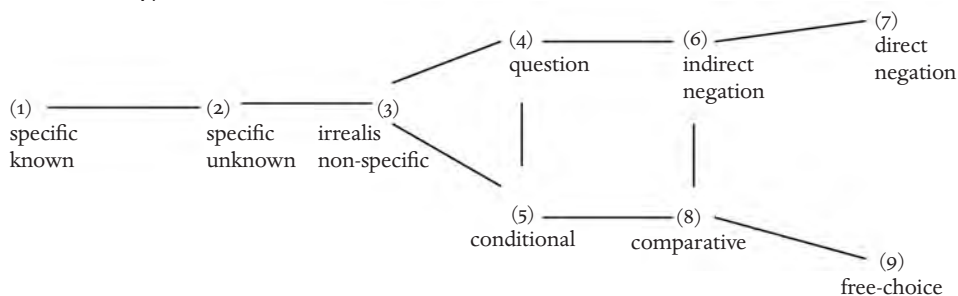 (1)
specific
known
(2)
specific
unknown
(3)
irrealis
non-specific
(4)
question
(5)
conditional
(6)
indirect
negation
(7)
direct
negation
(8)
comparative
(9)
free-choice